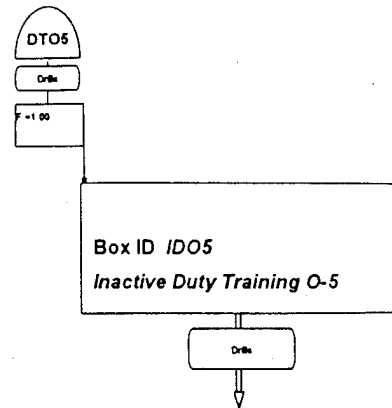 DTO5
Drills
F =1.00
Box ID IDO5
Inactive Duty Training O-5
Drills